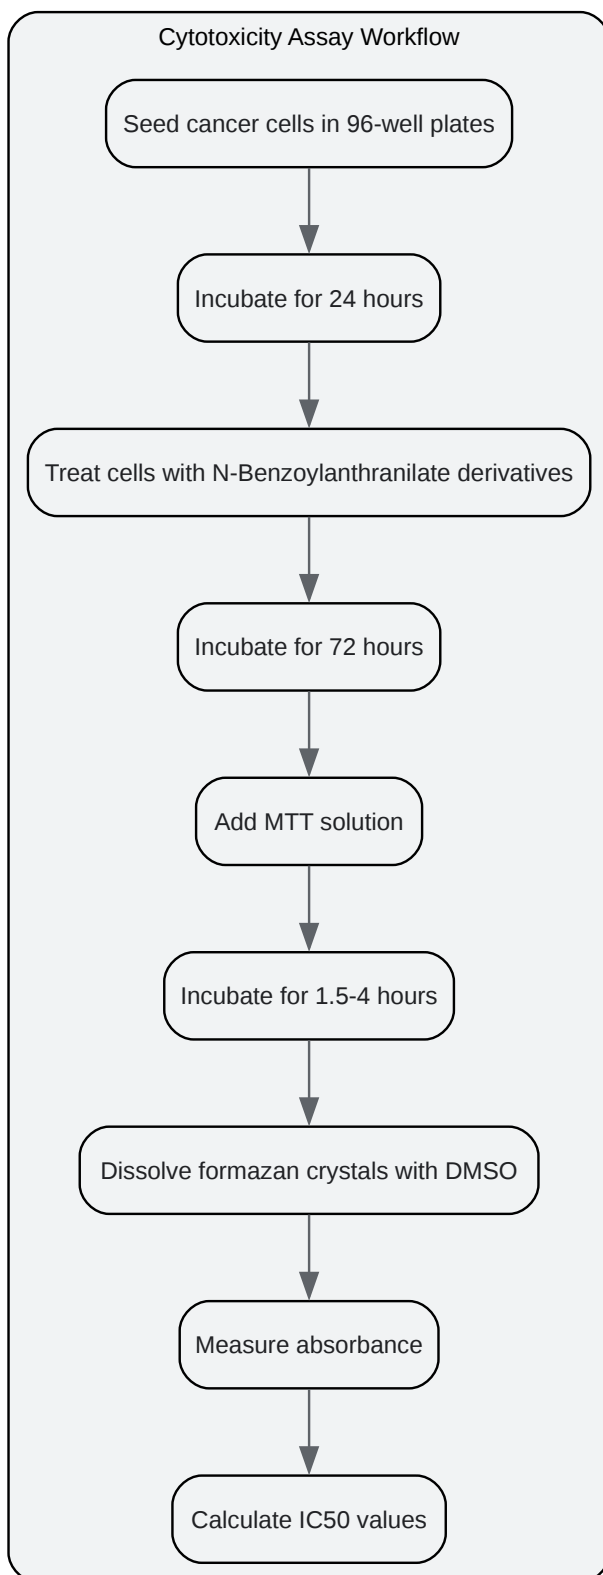 Cytotoxicity Assay Workflow
Seed cancer cells in 96-well plates
Incubate for 24 hours
Treat cells with N-Benzoylanthranilate derivatives
Incubate for 72 hours
Add MTT solution
Incubate for 1.5-4 hours
Dissolve formazan crystals with DMSO
Measure absorbance
Calculate IC50 values